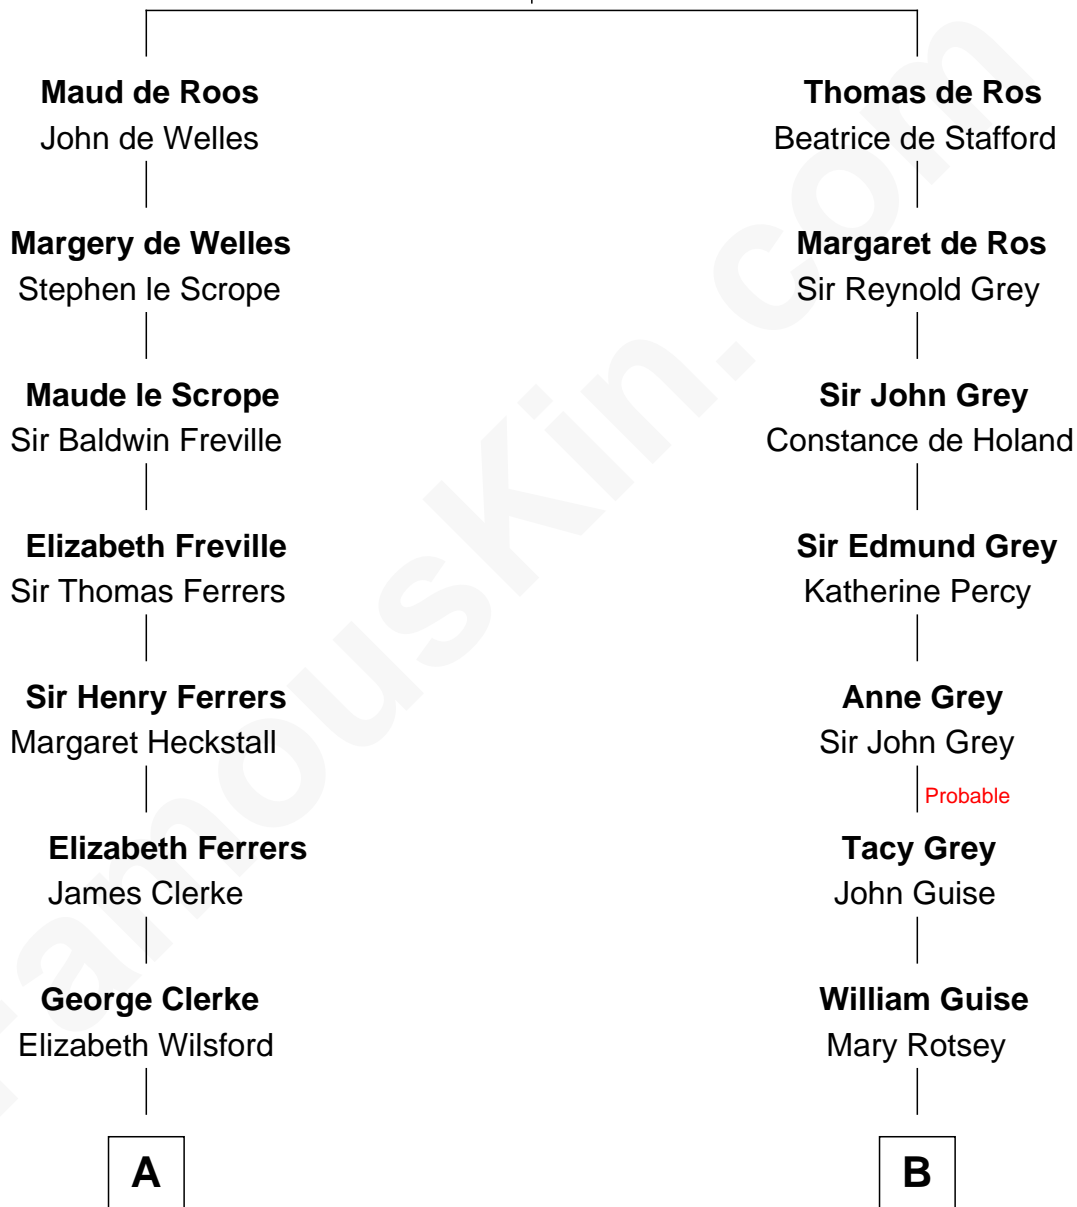 Maud de Roos
John de Welles
Margery de Welles
Stephen le Scrope
Maude le Scrope
Sir Baldwin Freville
Elizabeth Freville
Sir Thomas Ferrers
Sir Henry Ferrers
Margaret Heckstall
Elizabeth Ferrers
James Clerke
George Clerke
Elizabeth Wilsford
A
Thomas de Ros
Beatrice de Stafford
Margaret de Ros
Sir Reynold Grey
Sir John Grey
Constance de Holand
Sir Edmund Grey
Katherine Percy
Anne Grey
Sir John Grey
Probable
Tacy Grey
John Guise
William Guise
Mary Rotsey
B
FamousKin.com